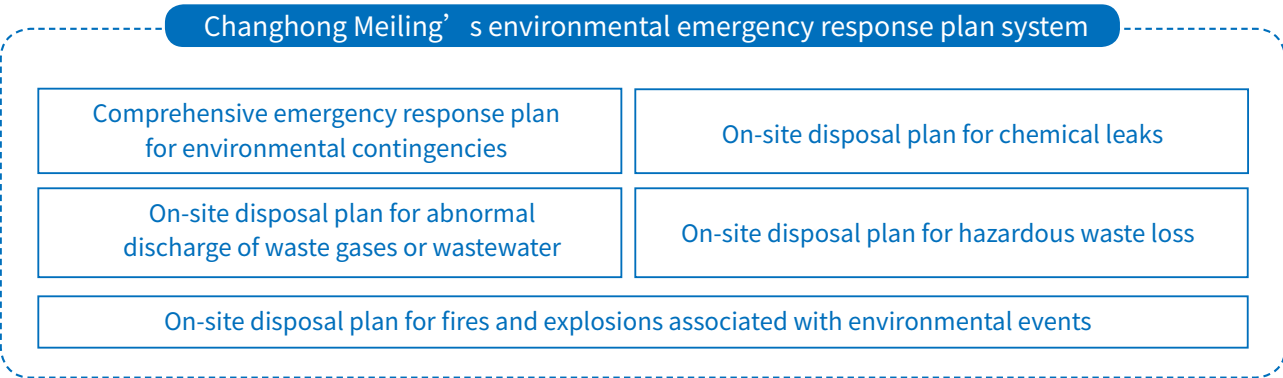 Changhong Meiling’ s environmental emergency response plan system
Comprehensive emergency response plan
for environmental contingencies
On-site disposal plan for chemical leaks
On-site disposal plan for abnormal
discharge of waste gases or wastewater
On-site disposal plan for hazardous waste loss
On-site disposal plan for fires and explosions associated with environmental events